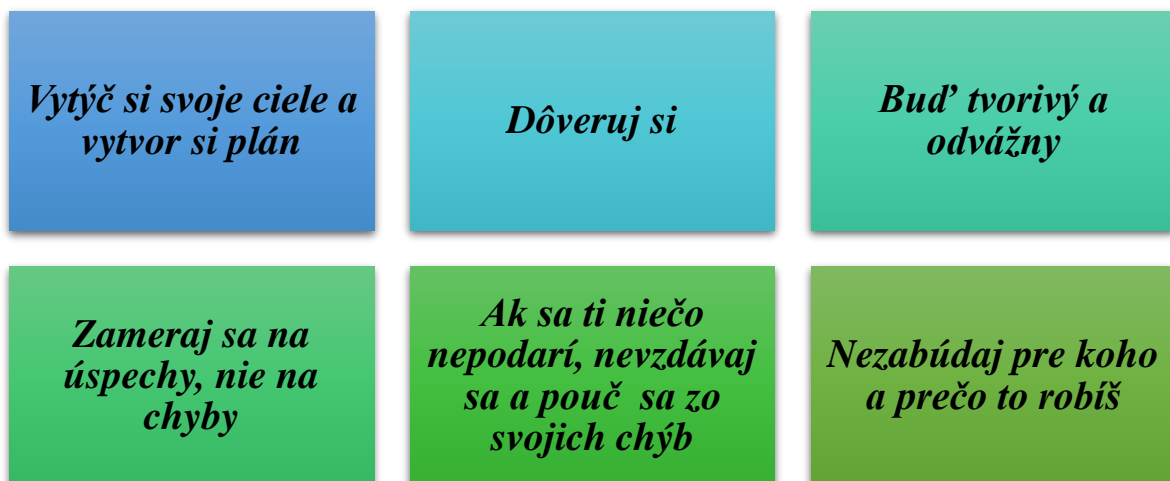 Vytýč si svoje ciele a
vytvor si plán
Dôveruj si
Buď tvorivý a
odvážny
Zameraj sa na
úspechy, nie na
chyby
Ak sa ti niečo
nepodarí, nevzdávaj
sa a pouč  sa zo
svojich chýb
Nezabúdaj pre koho
a prečo to robíš